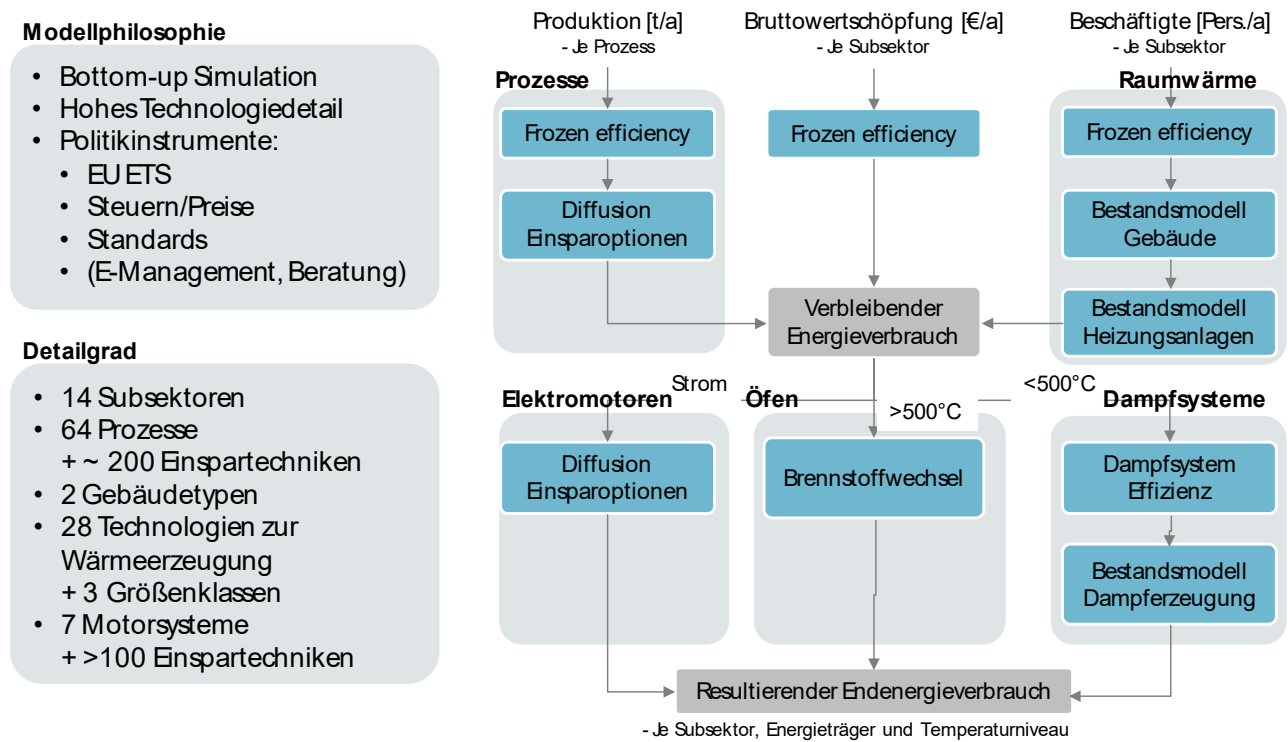 Modellphilosophie
• Bottom-up Simulation
• Hohes Technologiedetail
• Politikinstrumente:
• EU ETS
• Steuern/Preise
• Standards
• (E-Management, Beratung)
Detailgrad
• 14 Subsektoren
• 64 Prozesse
+ ~ 200 Einspartechniken
• 2 Gebäudetypen
• 28 Technologien zur
Wärmeerzeugung
+ 3 Größenklassen
• 7 Motorsysteme
+ >100 Einspartechniken
Produktion [t/a]
- Je Prozess
Bruttowertschöpfung [€/a]
- Je Subsektor
Beschäftigte [Pers./a]
- Je Subsektor
Prozesse
Raumwärme
Frozen efficiency
Frozen efficiency
Frozen efficiency
Diffusion
Einsparoptionen
Bestandsmodell
Gebäude
Verbleibender
Energieverbrauch
Bestandsmodell
Heizungsanlagen
Strom
<500°C
Elektromotoren
Öfen
>500°C
Dampfsysteme
Diffusion
Einsparoptionen
Brennstoffwechsel
Dampfsystem
Effizienz
Bestandsmodell
Dampferzeugung
Resultierender Endenergieverbrauch
- Je Subsektor, Energieträger und Temperaturniveau